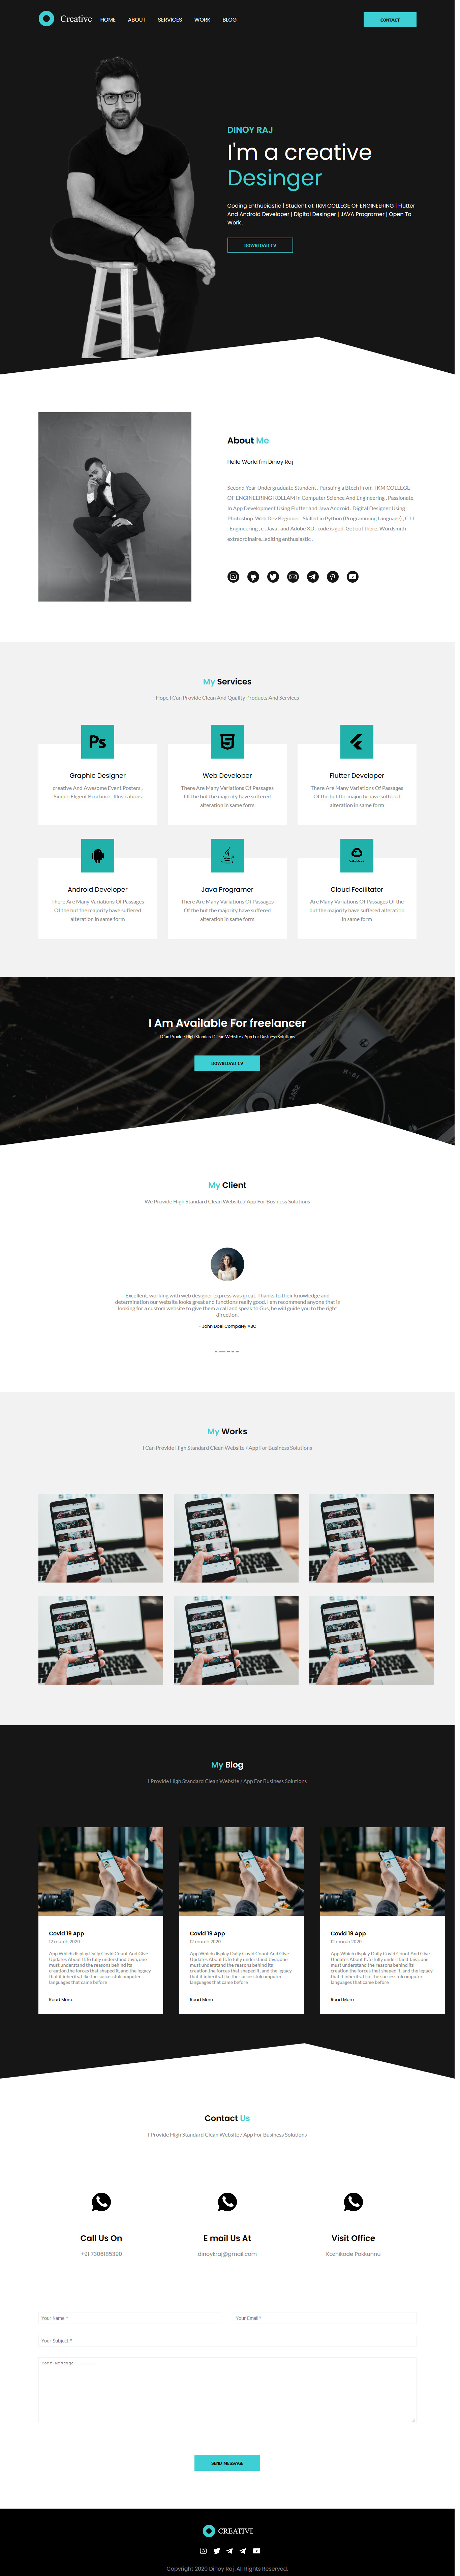 Creative HOME ABOUT SERVICES WORK BLOG CONTACT
DINOY RAJ
I'm a creative
Desinger
Coding Enthuciastic | Student at TKM COLLEGE OF ENGINEERING | Flutter
And Android Developer | Digital Desinger | JAVA Programer | Open To
Work .
DOWNLOAD CV
About Me
Hello World I'm Dinoy Raj
Second Year Undergraduate Stundent . Pursuing a Btech From TKM COLLEGE
OF ENGINEERING KOLLAM in Computer Science And Engineering . Passionate
In App Development Using Flutter and Java Android . Digital Designer Using
Photoshop. Web Dev Beginner . Skilled in Python (Programming Language) , C++
, Engineering , c , Java , and Adobe XD . code is god .Get out there. Wordsmith
extraordinaire.,,editing enthusiastic .
My Services
Hope I Can Provide Clean And Quality Products And Services
Ps
Graphic Designer
creative And Awesome Event Posters ,
Simple Eligent Brochure , Illustrations
Web Developer
There Are Many Variations Of Passages
Of the but the majority have suffered
alteration in same form
Flutter Developer
There Are Many Variations Of Passages
Of the but the majority have suffered
alteration in same form
Android Developer
There Are Many Variations Of Passages
Of the but the majority have suffered
alteration in same form
Java Programer
There Are Many Variations Of Passages
Of the but the majority have suffered
alteration in same form
Cloud Fecilitator
Are Many Variations Of Passages Of the
but the majority have suffered alteration
in same form
I Am Available For freelancer
I Can Provide High Standard Clean Website / App For Business Solutions
DOWNLOAD CV
My Client
We Provide High Standard Clean Website / App For Business Solutions
Excellent, working with web designer express was great. Thanks to their knowledge and
determination our website looks great and functions really good. I am recommend anyone that is
looking for a custom website to give them a call and speak to Gus, he will guide you to the right
direction.
- John Doel CompaNy ABC
My Works
I Can Provide High Standard Clean Website / App For Business Solutions
My Blog
I Provide High Standard Clean Website / App For Business Solutions
Covid 19 App
12 march 2020
App Which display Daily Covid Count And Give
Updates About It.To fully understand Java, one
must understand the reasons behind its
creation,the forces that shaped it, and the legacy
that it inherits. Like the successfulcomputer
languages that came before
Read More
Covid 19 App
12 march 2020
App Which display Daily Covid Count And Give
Updates About It.To fully understand Java, one
must understand the reasons behind its
creation,the forces that shaped it, and the legacy
that it inherits. Like the successfulcomputer
languages that came before
Read More
Covid 19 App
12 march 2020
App Which display Daily Covid Count And Give
Updates About It.To fully understand Java, one
must understand the reasons behind its
creation,the forces that shaped it, and the legacy
that it inherits. Like the successfulcomputer
languages that came before
Read More
Contact Us
I Provide High Standard Clean Website / App For Business Solutions
Call Us On
+91 7306185390
E mail Us At
dinoykraj@gmail.com
Visit Office
Kozhikode Pokkunnu
Your Name *
Your Email *
Your Subject *
Your Message .......
SEND MESSAGE
CREATIVE
Copyright 2020 Dinoy Raj .All Rights Reserved.